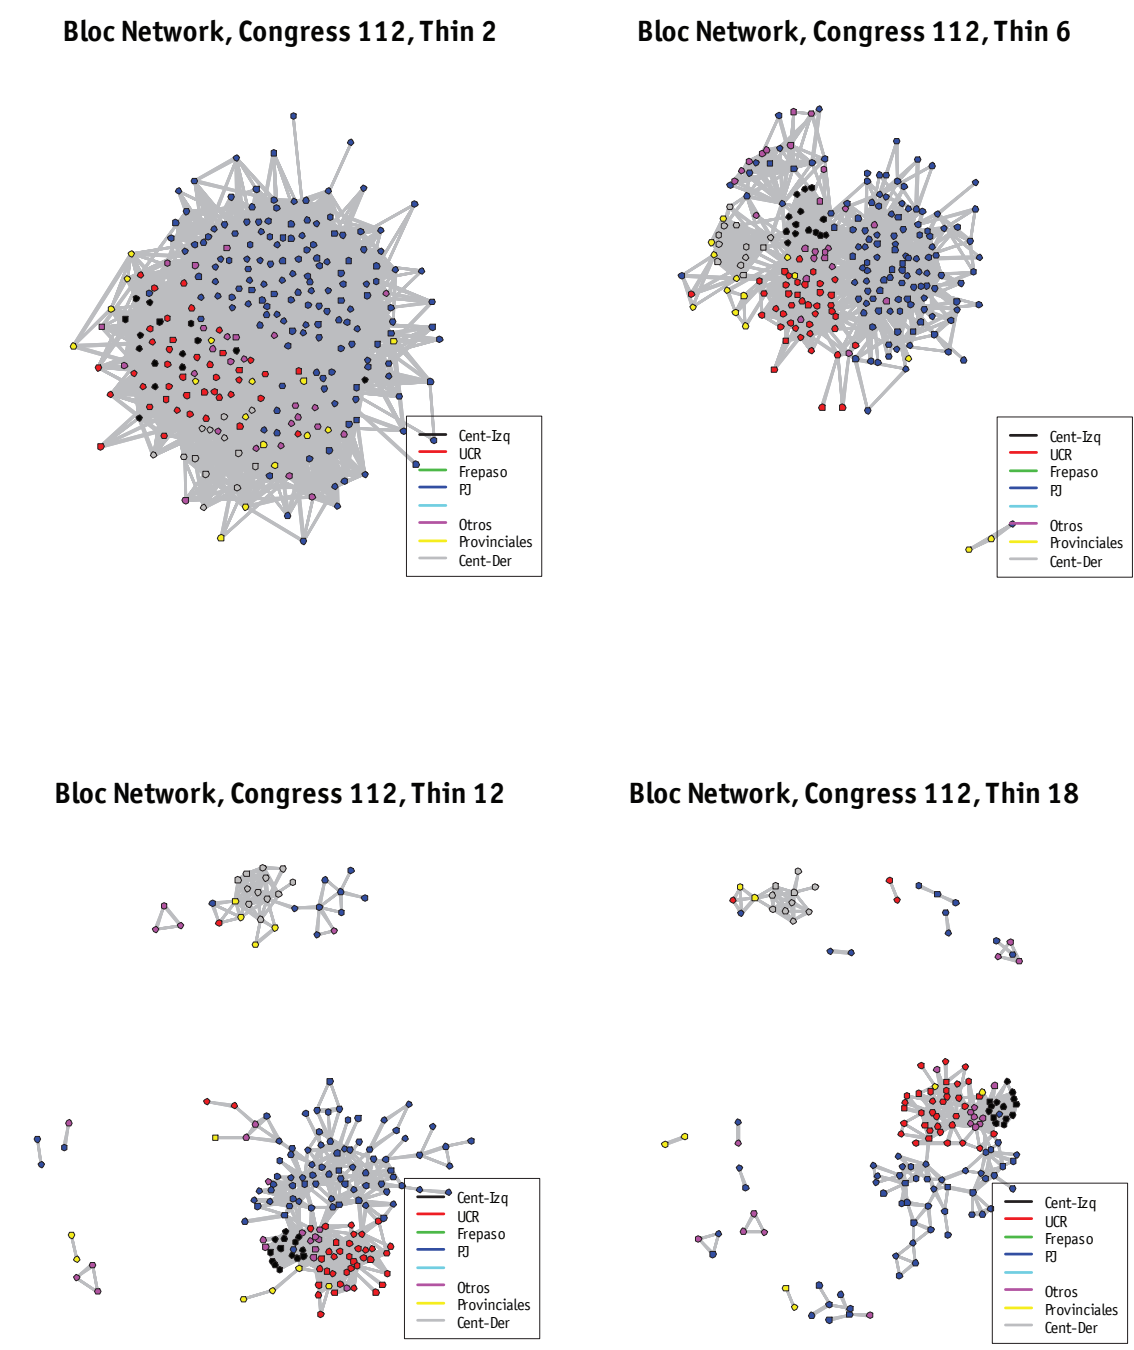 Bloc Network, Congress 112, Thin 2
Cent-Izq
UCR
Frepaso
PJ
Otros
Provinciales
Cent-Der
Bloc Network, Congress 112, Thin 6
Cent-Izq
UCR
Frepaso
PJ
Otros
Provinciales
Cent-Der
Bloc Network, Congress 112, Thin 12
Cent-Izq
UCR
Frepaso
PJ
Otros
Provinciales
Cent-Der
Bloc Network, Congress 112, Thin 18
Cent-Izq
UCR
Frepaso
PJ
Otros
Provinciales
Cent-Der